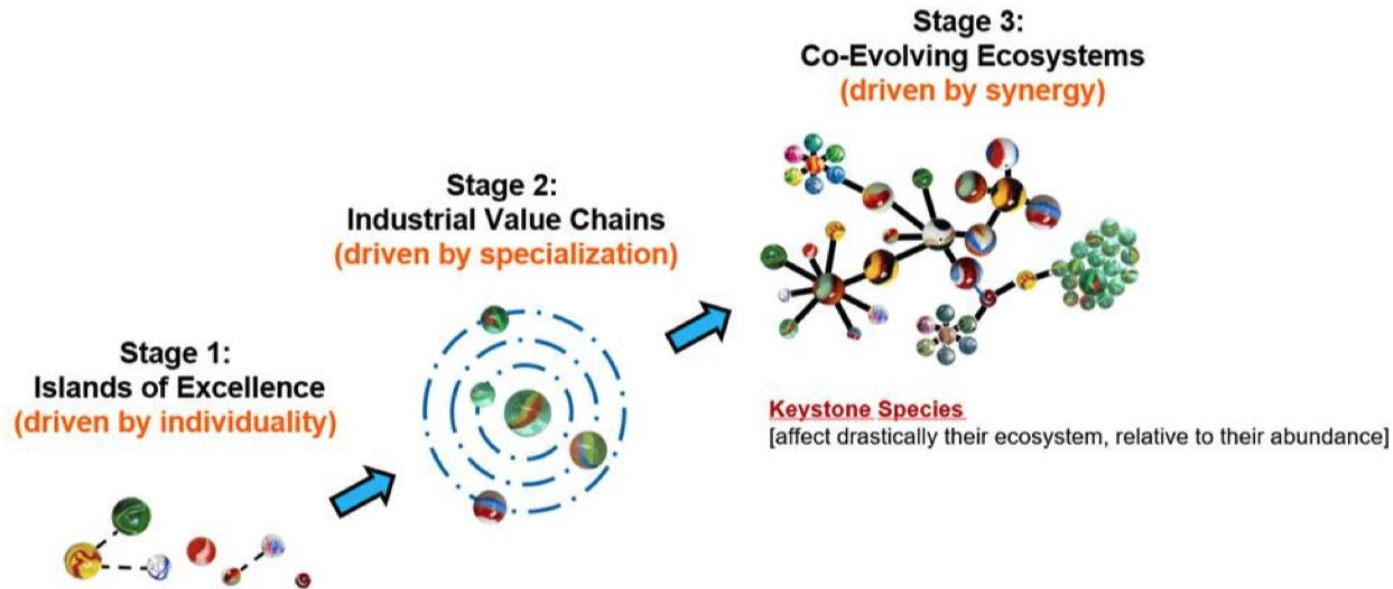 Stage 1:
Islands of Excellence
(driven by individuality)
Stage 2:
Industrial Value Chains
(driven by specialization)
Stage 3:
Co-Evolving Ecosystems
(driven by synergy)
Keystone Species
[affect drastically their ecosystem, relative to their abundance]